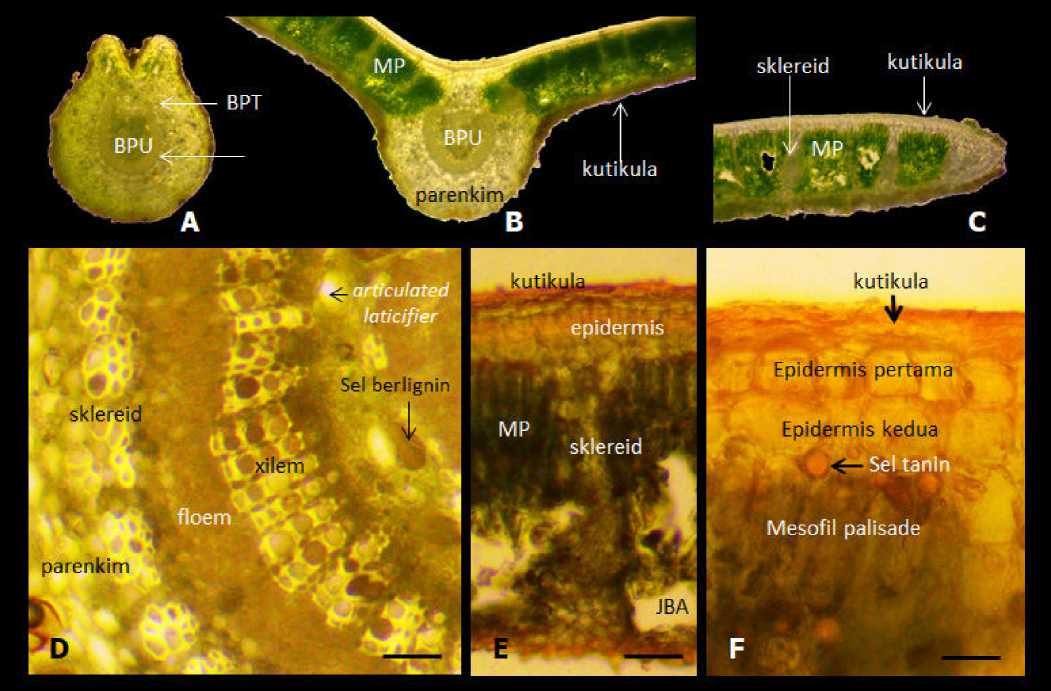 BPT
BPU
A
MP
BPU
kutikula
parenkim
B
sklereid
kutikula
MP
C
articulated
laticifier
Sel berlignin
sklereid
xilem
floem
parenkim
D
kutikula
epidermis
MP
sklereid
JBA
E
kutikula
Epidermis pertama
Epidermis kedua
Sel tanin
Mesofil palisade
F